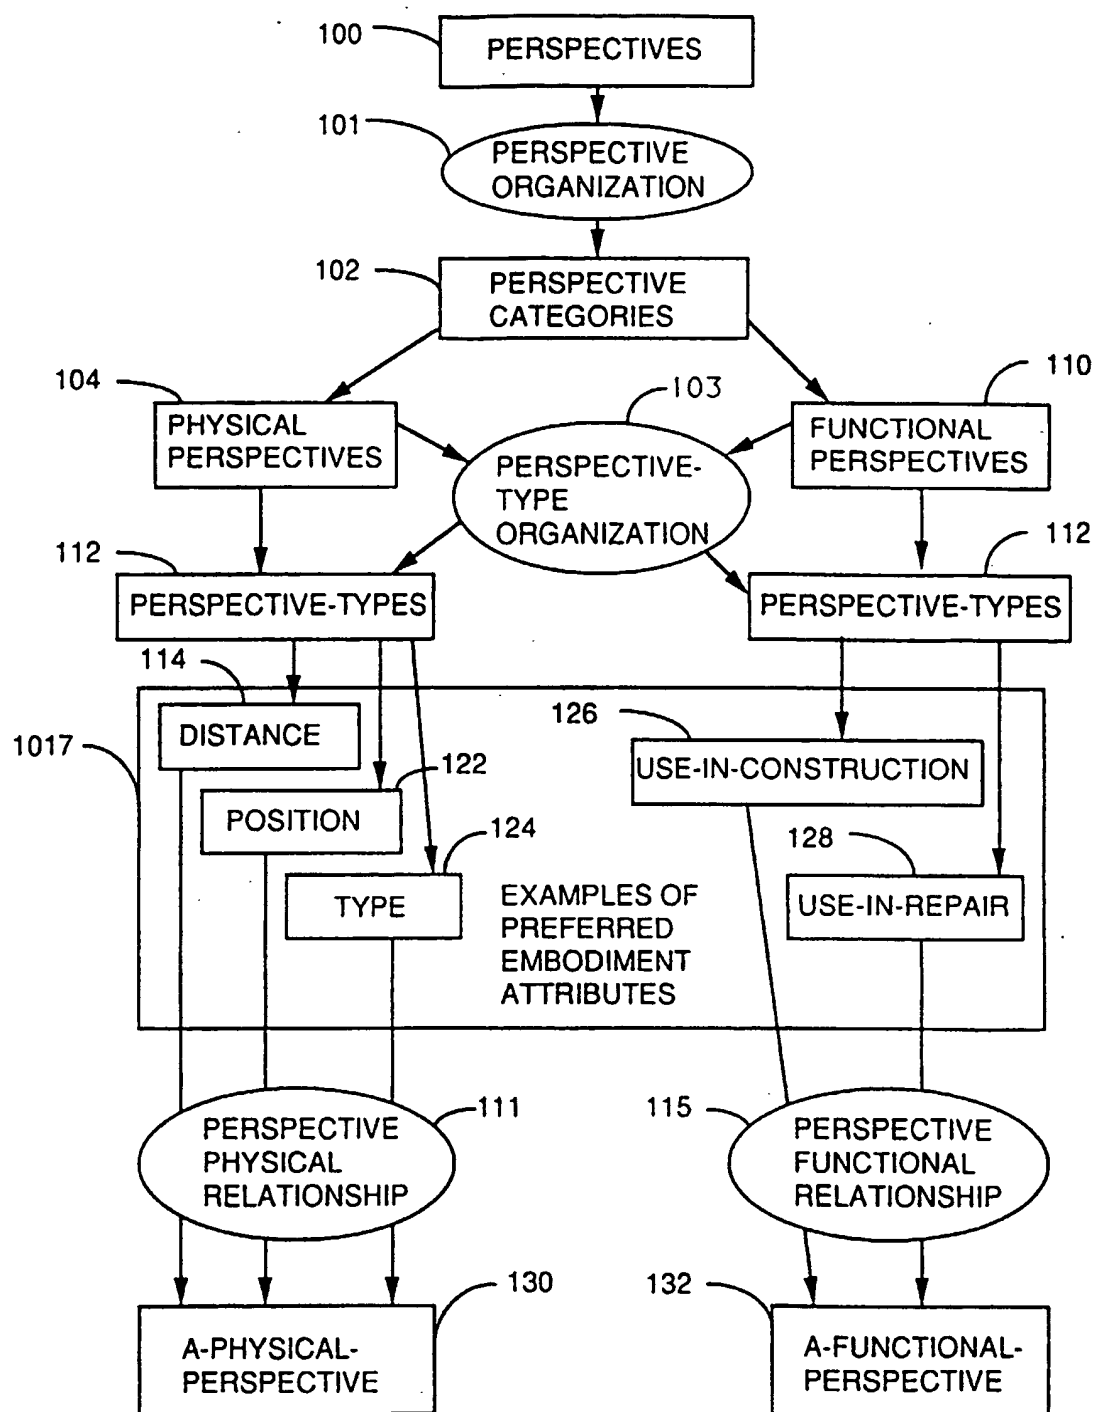 100
PERSPECTIVES
101
PERSPECTIVE
ORGANIZATION
102
PERSPECTIVE
CATEGORIES
104
103
110
PHYSICAL
PERSPECTIVES
PERSPECTIVE-
TYPE
ORGANIZATION
FUNCTIONAL
PERSPECTIVES
112
112
PERSPECTIVE-TYPES
PERSPECTIVE-TYPES
114
126
1017
DISTANCE
USE-IN-CONSTRUCTION
122
POSITION
124
128
TYPE
USE-IN-REPAIR
EXAMPLES OF
PREFERRED
EMBODIMENT
ATTRIBUTES
111
115
PERSPECTIVE
PHYSICAL
RELATIONSHIP
PERSPECTIVE
FUNCTIONAL
RELATIONSHIP
130
132
A-PHYSICAL-
PERSPECTIVE
A-FUNCTIONAL-
PERSPECTIVE